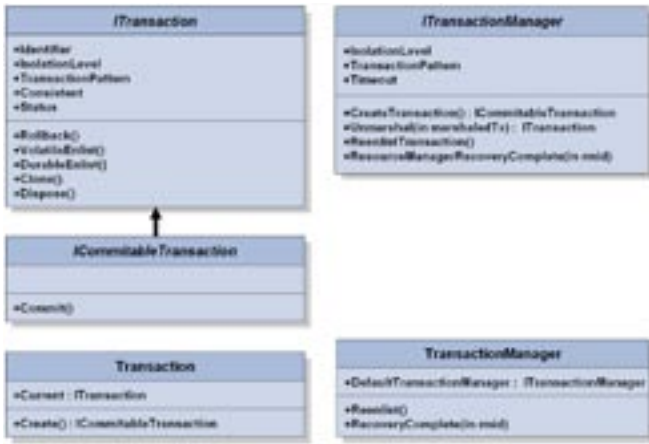 ITransaction
+Identifier
+IsolationLevel
+TransactionPattern
+Consistent
+Status
+Rollback()
+VolatileEnlist()
+DurableEnlist()
+Clone()
+Dispose()
ICommitableTransaction
+Commit()
Transaction
+Current : ITransaction
+Create() : ICommitableTransaction
ITransactionManager
+IsolationLevel
+TransactionPattern
+Timeout
+CreateTransaction() : ICommitableTransaction
+Unmarshal(in marshaledTx) : ITransaction
+ReenlistTransaction()
+ResourceManagerRecoveryComplete(in rmid)
TransactionManager
+DefaultTransactionManager : ITransactionManager
+Reenlist()
+RecoveryComplete(in rmid)